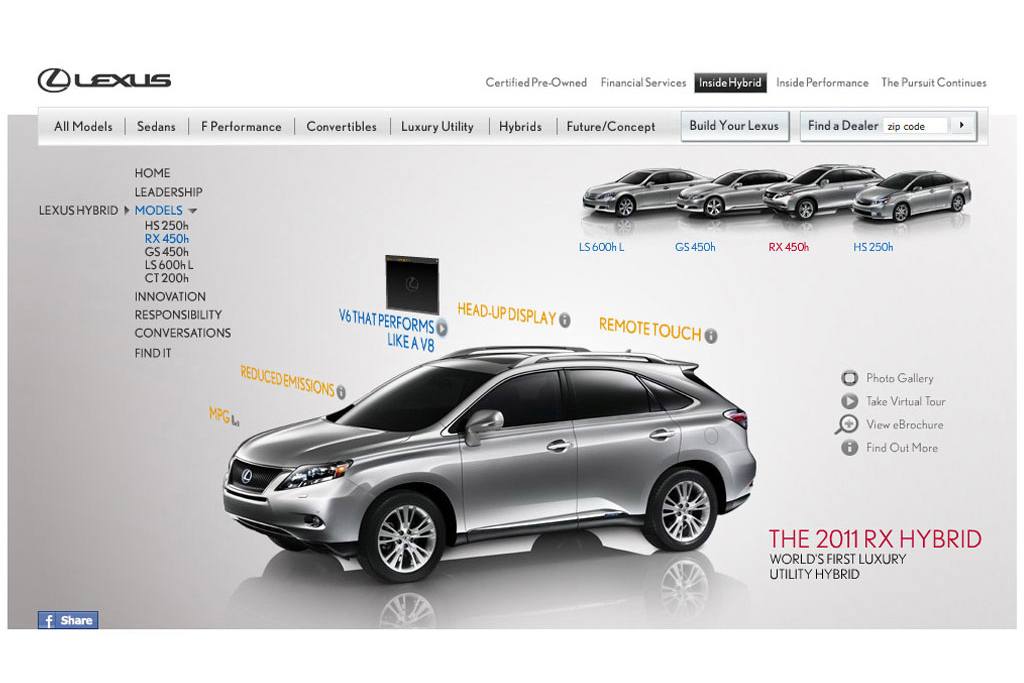 LEXUS
Certified Pre-Owned Financial Services Inside Hybrid Inside Performance The Pursuit Continues
All Models Sedans F Performance Convertibles Luxury Utility Hybrids Future/Concept Build Your Lexus Find a Dealer zip code
HOME
LEADERSHIP
LEXUS HYBRID MODELS
HS 250h
RX 450h
GS 450h
LS 600h L
CT 200h
INNOVATION
RESPONSIBILITY
CONVERSATIONS
FIND IT
LS 600h L GS 450h RX 450h HS 250h
V6 THAT PERFORMS
LIKE A V8
HEAD-UP DISPLAY
REMOTE TOUCH
REDUCED EMISSIONS
MPG
Photo Gallery
Take Virtual Tour
View eBrochure
Find Out More
THE 2011 RX HYBRID
WORLD'S FIRST LUXURY
UTILITY HYBRID
f Share